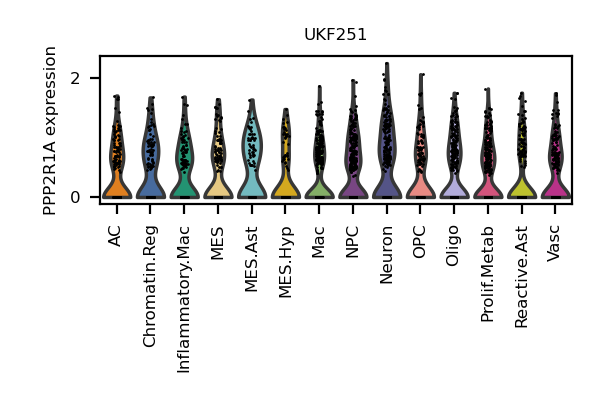 UKF251
PPP2R1A expression
2
0
AC
Chromatin.Reg
Inflammatory.Mac
MES
MES.Ast
MES.Hyp
Mac
NPC
Neuron
OPC
Oligo
Prolif.Metab
Reactive.Ast
Vasc